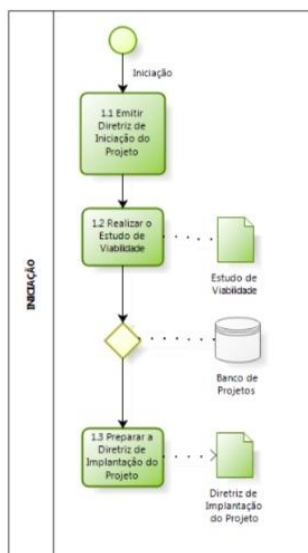 Iniciação
1.1 Emitir
Diretriz de
Iniciação do
Projeto
1.2 Realizar o
Estudo de
Viabilidade
Estudo de
Viabilidade
INICIAÇÃO
Banco de
Projetos
1.3 Preparar a
Diretriz de
Implantação do
Projeto
Diretriz de
Implantação
do Projeto